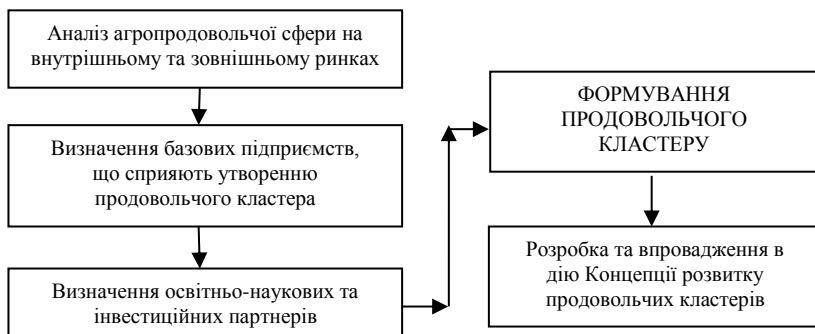 Аналіз агропродовольчої сфери на
внутрішньому та зовнішньому ринках
Визначення базових підприємств,
що сприяють утворенню
продовольчого кластера
Визначення освітньо-наукових та
інвестиційних партнерів
ФОРМУВАННЯ
ПРОДОВОЛЬЧОГО
КЛАСТЕРУ
Розробка та впровадження в
дію Концепції розвитку
продовольчих кластерів